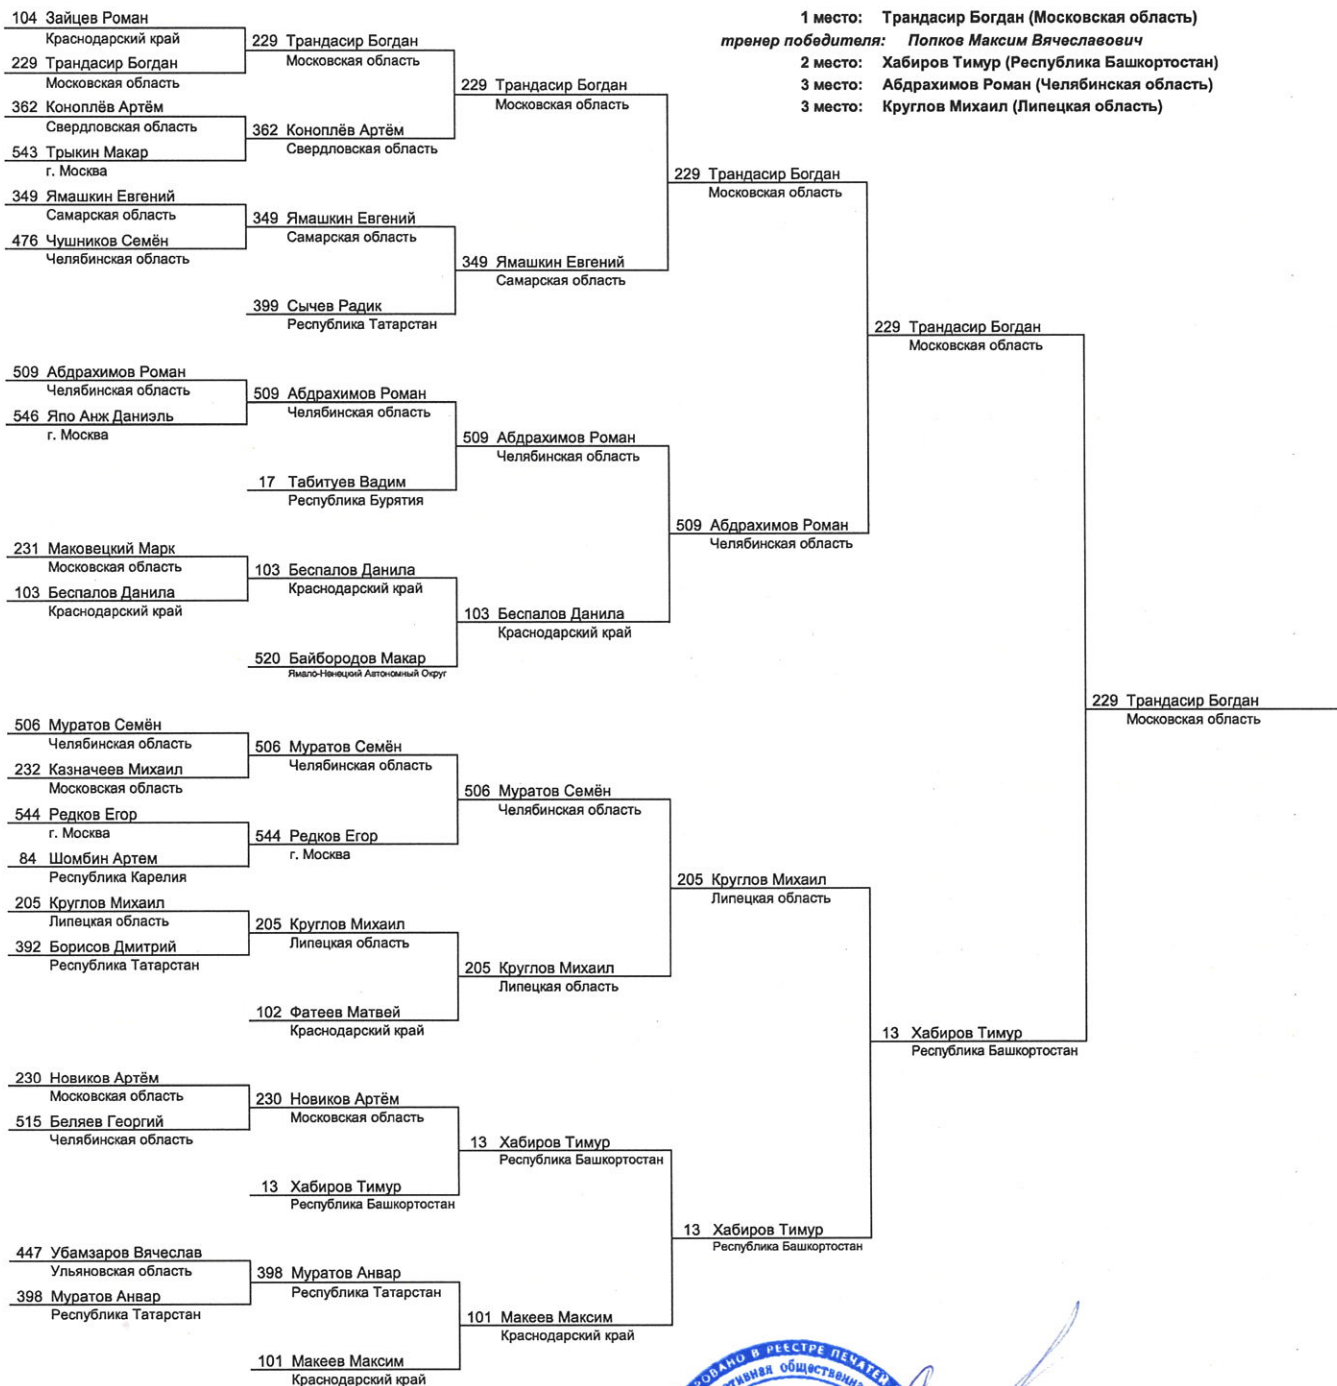 1 место: Трандасир Богдан (Московская область)
тренер победителя: Попков Максим Вячеславович
2 место: Хабиров Тимур (Республика Башкортостан)
3 место: Абдрахимов Роман (Челябинская область)
3 место: Круглов Михаил (Липецкая область)
104 Зайцев Роман
Краснодарский край
229 Трандасир Богдан
Московская область
362 Коноплёв Артём
Свердловская область
543 Трыкин Макар
г. Москва
349 Ямашкин Евгений
Самарская область
476 Чушников Семён
Челябинская область
509 Абдрахимов Роман
Челябинская область
546 Япо Анж Даниэль
г. Москва
231 Маковецкий Марк
Московская область
103 Беспалов Данила
Краснодарский край
506 Муратов Семён
Челябинская область
232 Казначеев Михаил
Московская область
544 Редков Егор
г. Москва
84 Шомбин Артем
Республика Карелия
205 Круглов Михаил
Липецкая область
392 Борисов Дмитрий
Республика Татарстан
230 Новиков Артём
Московская область
515 Беляев Георгий
Челябинская область
447 Убамзаров Вячеслав
Ульяновская область
398 Муратов Анвар
Республика Татарстан
229 Трандасир Богдан
Московская область
362 Коноплёв Артём
Свердловская область
349 Ямашкин Евгений
Самарская область
399 Сычев Радик
Республика Татарстан
509 Абдрахимов Роман
Челябинская область
17 Табитуев Вадим
Республика Бурятия
103 Беспалов Данила
Краснодарский край
520 Байбородов Макар
Ямало-Ненецкий Автономный Округ
506 Муратов Семён
Челябинская область
544 Редков Егор
г. Москва
205 Круглов Михаил
Липецкая область
102 Фатеев Матвей
Краснодарский край
230 Новиков Артём
Московская область
13 Хабиров Тимур
Республика Башкортостан
398 Муратов Анвар
Республика Татарстан
101 Макеев Максим
Краснодарский край
229 Трандасир Богдан
Московская область
349 Ямашкин Евгений
Самарская область
509 Абдрахимов Роман
Челябинская область
103 Беспалов Данила
Краснодарский край
506 Муратов Семён
Челябинская область
205 Круглов Михаил
Липецкая область
13 Хабиров Тимур
Республика Башкортостан
101 Макеев Максим
Краснодарский край
229 Трандасир Богдан
Московская область
509 Абдрахимов Роман
Челябинская область
205 Круглов Михаил
Липецкая область
13 Хабиров Тимур
Республика Башкортостан
229 Трандасир Богдан
Московская область
13 Хабиров Тимур
Республика Башкортостан
229 Трандасир Богдан
Московская область
В РЕЕСТРЕ